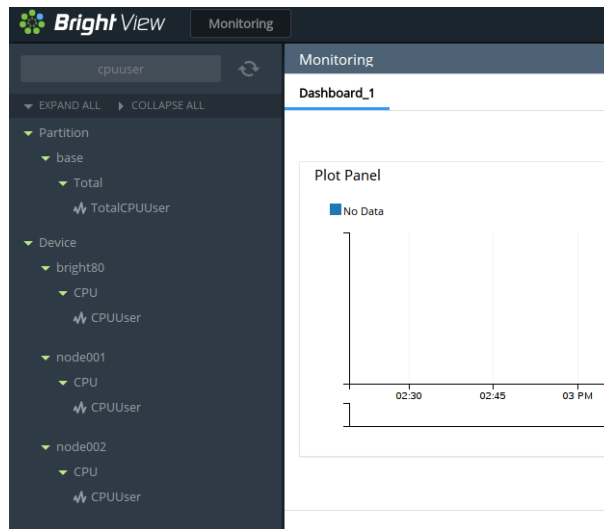 Bright View
Monitoring
cpuuser
EXPAND ALL
COLLAPSE ALL
Partition
base
Total
TotalCPUUser
Device
bright80
CPU
CPUUser
node001
CPU
CPUUser
node002
CPU
CPUUser
Monitoring
Dashboard_1
Plot Panel
No Data
02:30 02:45 03 PM